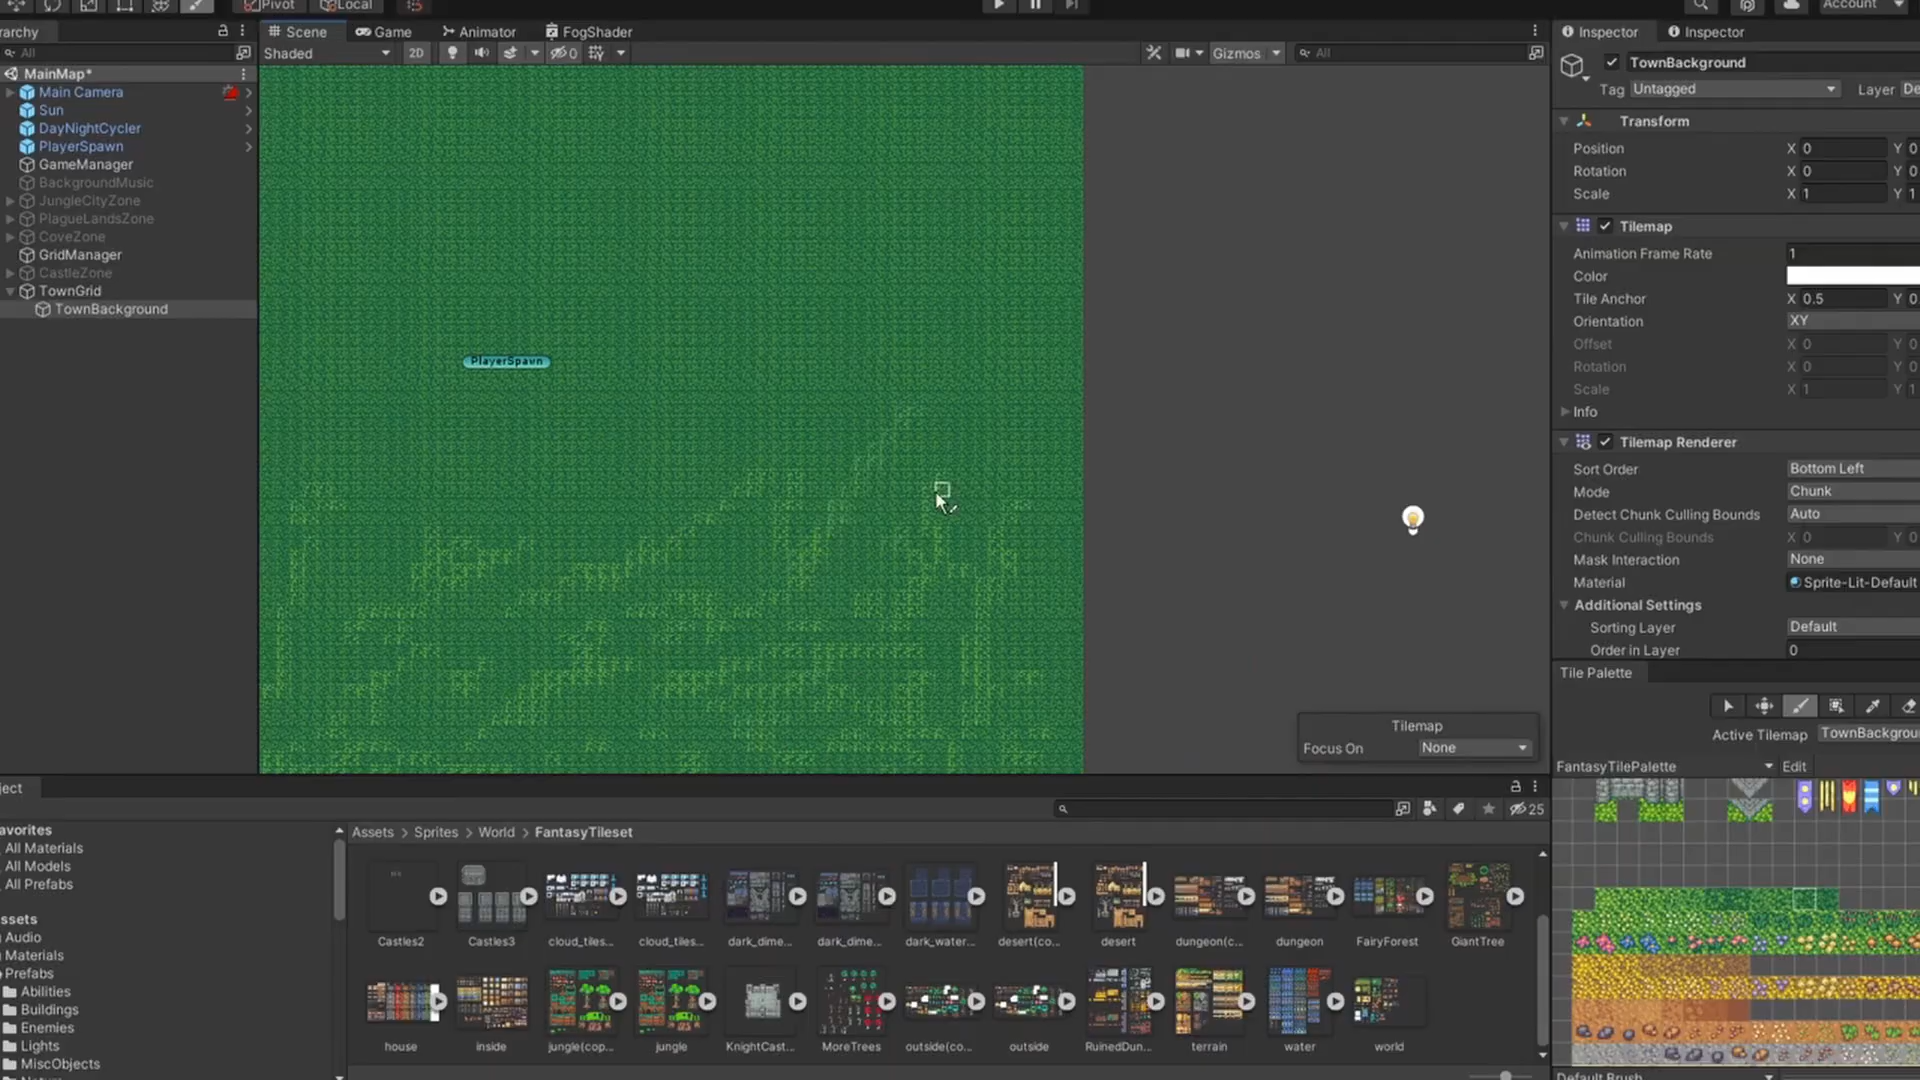 Pivot
Local
Account
rarchy
All
MainMap*
Main Camera
Sun
DayNightCycler
PlayerSpawn
GameManager
BackgroundMusic
JungleCityZone
PlagueLandsZone
CoveZone
GridManager
CastleZone
TownGrid
TownBackground
Scene
Game
Animator
FogShader
Shaded
2D
0
Gizmos
All
PlayerSpawn
Tilemap
Focus On
None
Inspector
Inspector
TownBackground
Tag
Untagged
Layer
De
Transform
Position X 0 Y 0
Rotation X 0 Y 0
Scale X 1 Y 1
Tilemap
Animation Frame Rate 1
Color
Tile Anchor X 0.5 Y 0.
Orientation XY
Offset X 0 Y 0
Rotation X 0 Y 0
Scale X 1 Y 1
Info
Tilemap Renderer
Sort Order Bottom Left
Mode Chunk
Detect Chunk Culling Bounds Auto
Chunk Culling Bounds X 0 Y 0
Mask Interaction None
Material Sprite-Lit-Default
Additional Settings
Sorting Layer Default
Order in Layer 0
Tile Palette
Active Tilemap TownBackgrou
FantasyTilePalette Edit
Default Brush
ject
25
avorites
All Materials
All Models
All Prefabs
ssets
Audio
Materials
Prefabs
Abilities
Buildings
Enemies
Lights
MiscObjects
Assets > Sprites > World > FantasyTileset
Castles2
Castles3
cloud_tiles...
cloud_tiles...
dark_dime...
dark_dime...
dark_water...
desert(co...
desert
dungeon(c...
dungeon
FairyForest
GiantTree
house
inside
jungle(cop...
jungle
KnightCast...
MoreTrees
outside(co...
outside
RuinedDun...
terrain
water
world